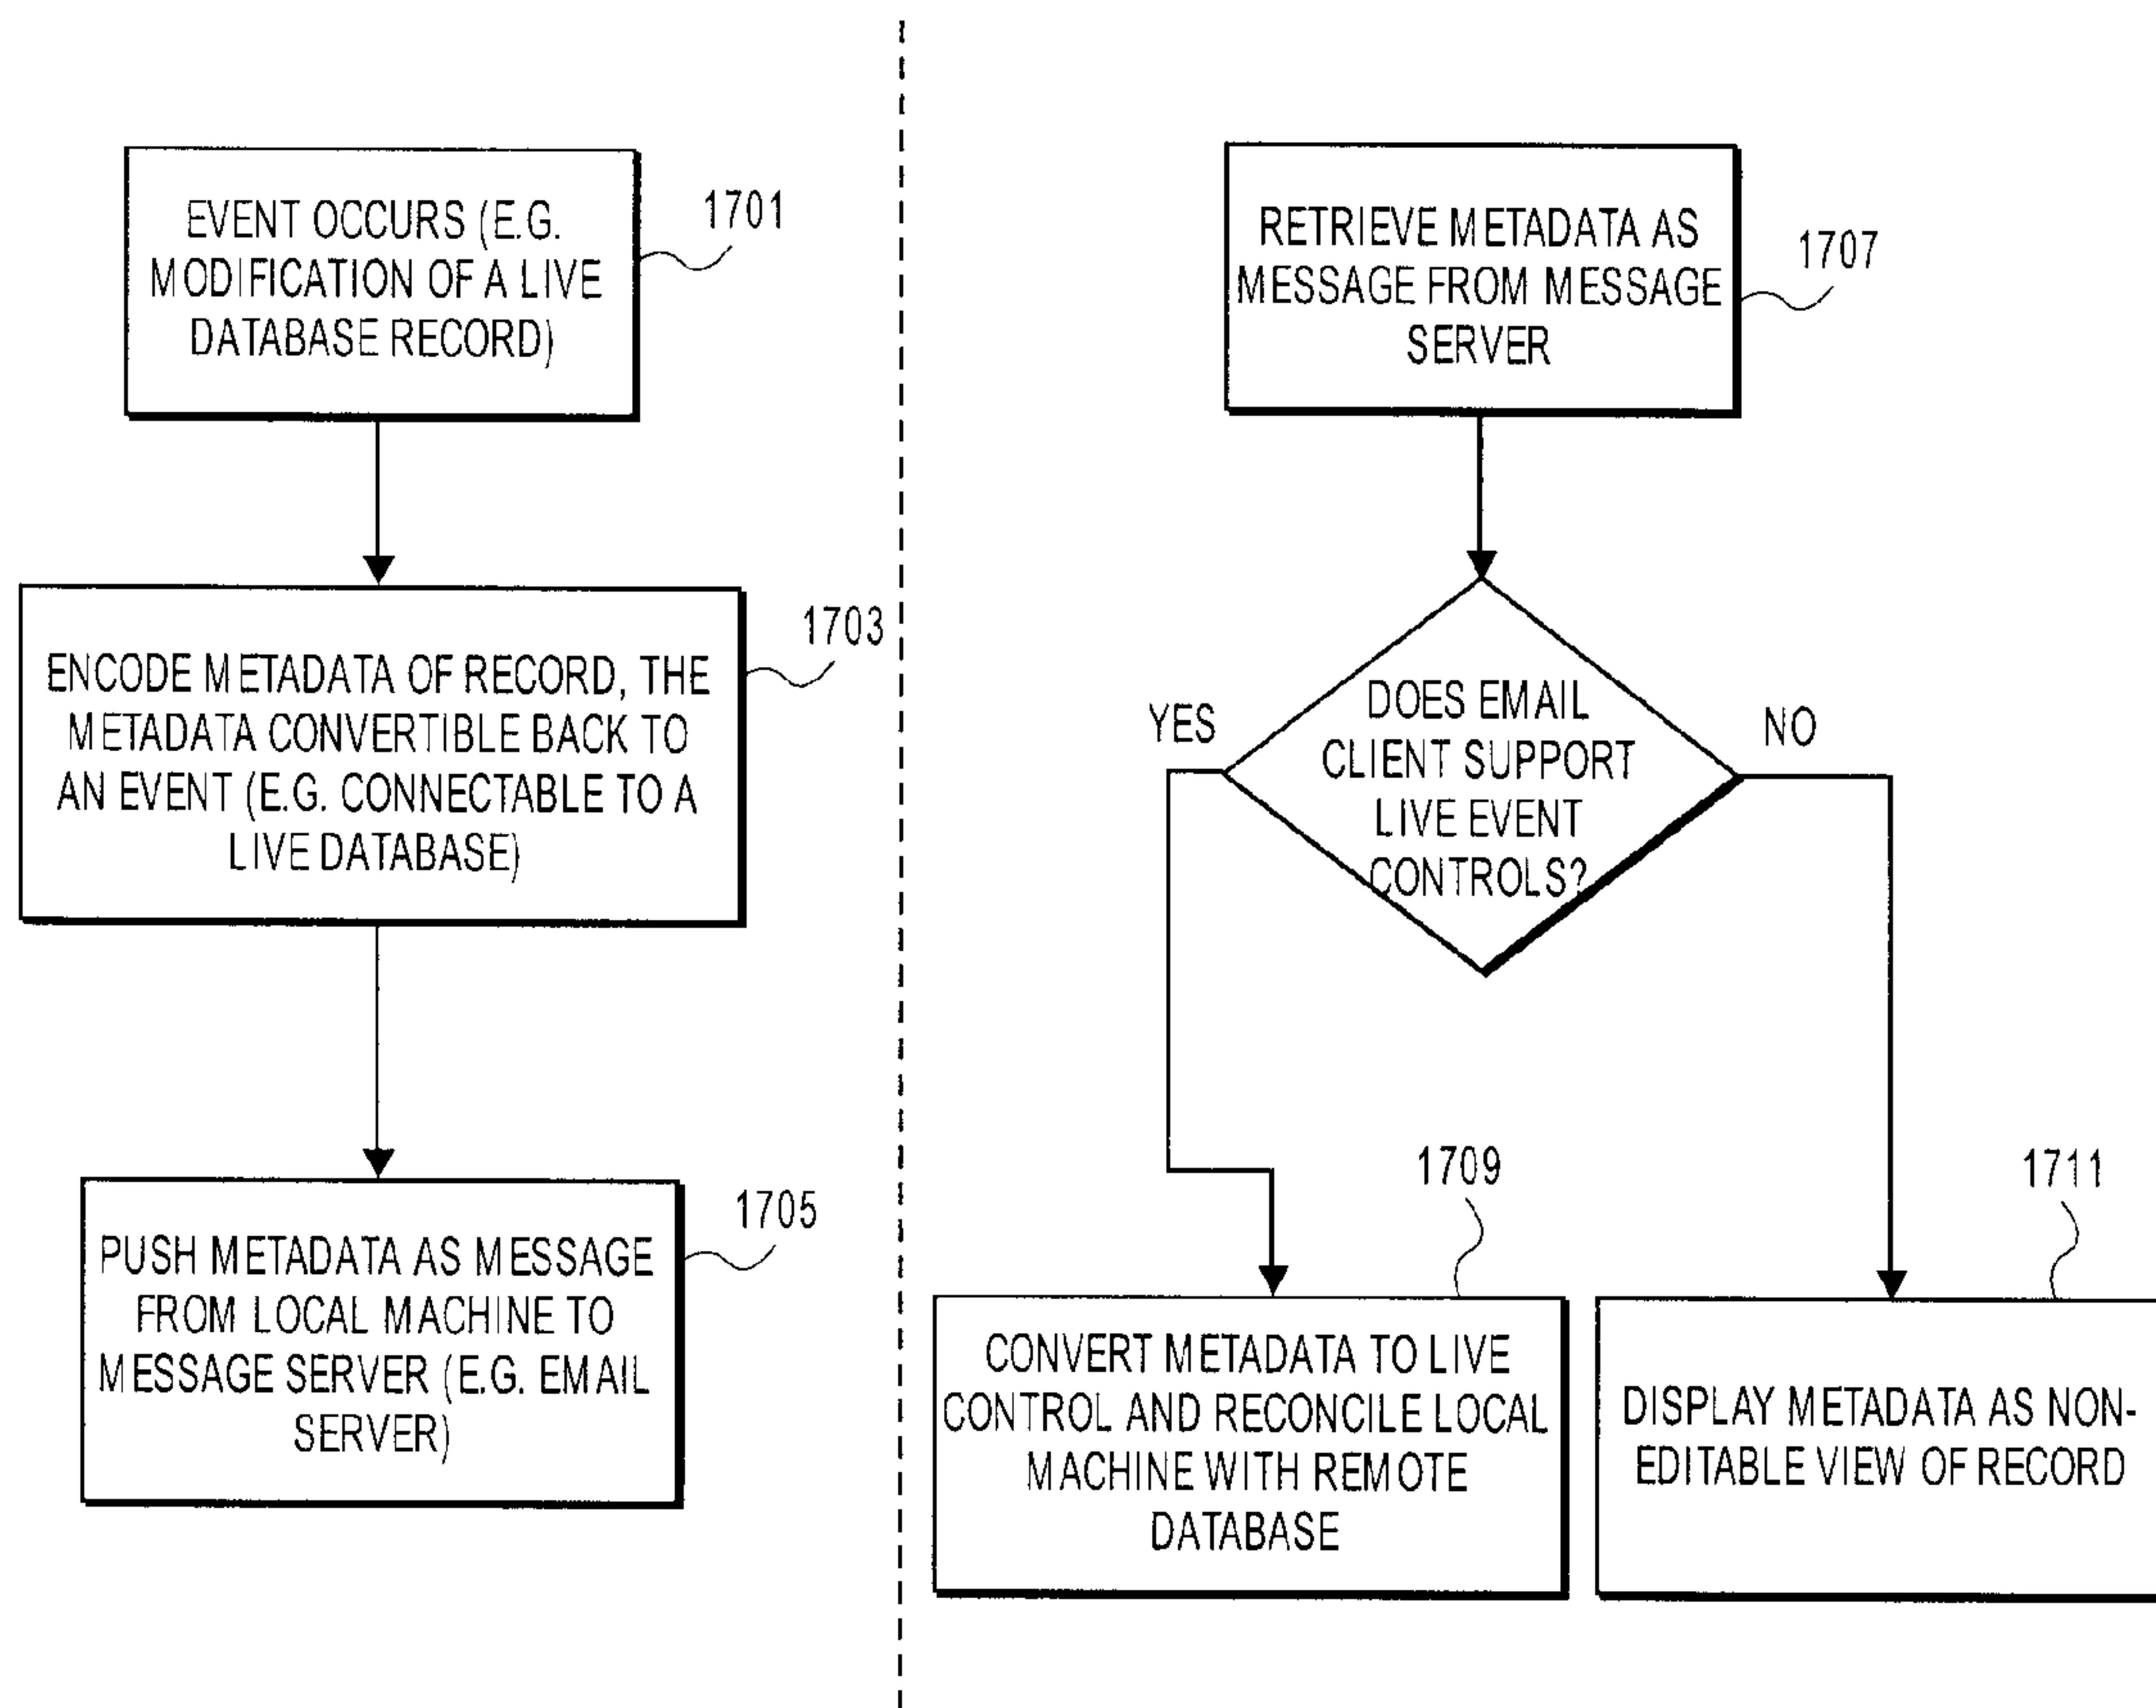 EVENT OCCURS (E.G.
MODIFICATION OF A LIVE
DATABASE RECORD)
1701
ENCODE METADATA OF RECORD, THE
METADATA CONVERTIBLE BACK TO
AN EVENT (E.G. CONNECTABLE TO A
LIVE DATABASE)
1703
PUSH METADATA AS MESSAGE
FROM LOCAL MACHINE TO
MESSAGE SERVER (E.G. EMAIL
SERVER)
1705
RETRIEVE METADATA AS
MESSAGE FROM MESSAGE
SERVER
1707
DOES EMAIL
CLIENT SUPPORT
LIVE EVENT
CONTROLS?
YES
NO
1709
CONVERT METADATA TO LIVE
CONTROL AND RECONCILE LOCAL
MACHINE WITH REMOTE
DATABASE
1711
DISPLAY METADATA AS NON-
EDITABLE VIEW OF RECORD